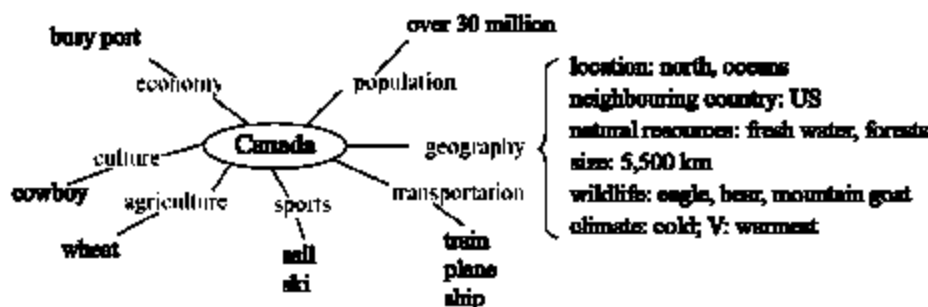 busy port
over 30 million
economy
population
location: north, oceans
neighbouring country: US
natural resources: fresh water, forests
size: 5,500 km
wildlife: eagle, bear, mountain goat
climate: cold; V: warmest
Canada
geography
culture
cowboy
agriculture
sports
transportation
wheat
sail
ski
train
plane
ship